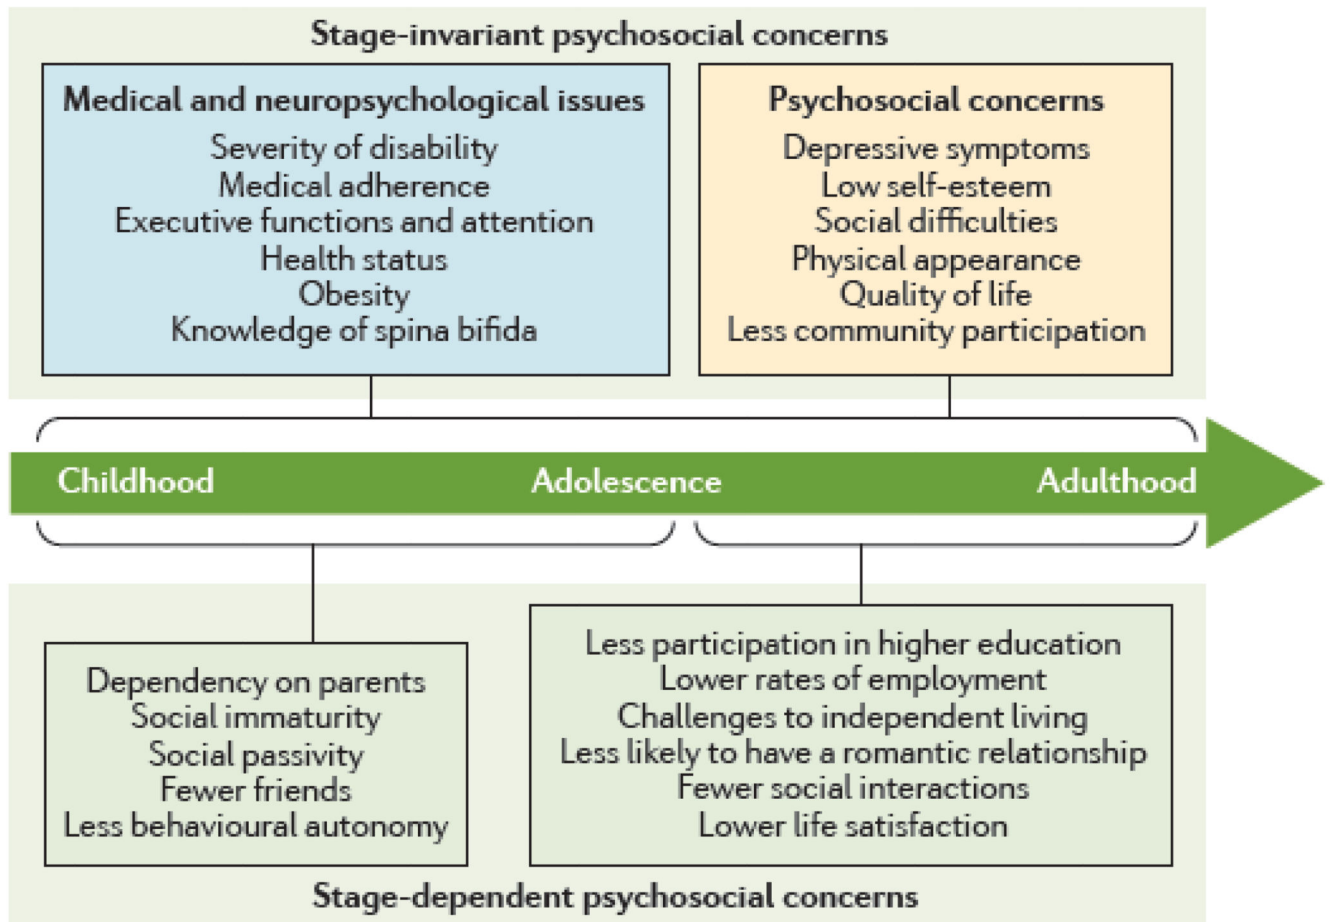 Stage-invariant psychosocial concerns
Medical and neuropsychological issues
Severity of disability
Medical adherence
Executive functions and attention
Health status
Obesity
Knowledge of spina bifida
Psychosocial concerns
Depressive symptoms
Low self-esteem
Social difficulties
Physical appearance
Quality of life
Less community participation
Childhood
Adolescence
Adulthood
Dependency on parents
Social immaturity
Social passivity
Fewer friends
Less behavioural autonomy
Less participation in higher education
Lower rates of employment
Challenges to independent living
Less likely to have a romantic relationship
Fewer social interactions
Lower life satisfaction
Stage-dependent psychosocial concerns